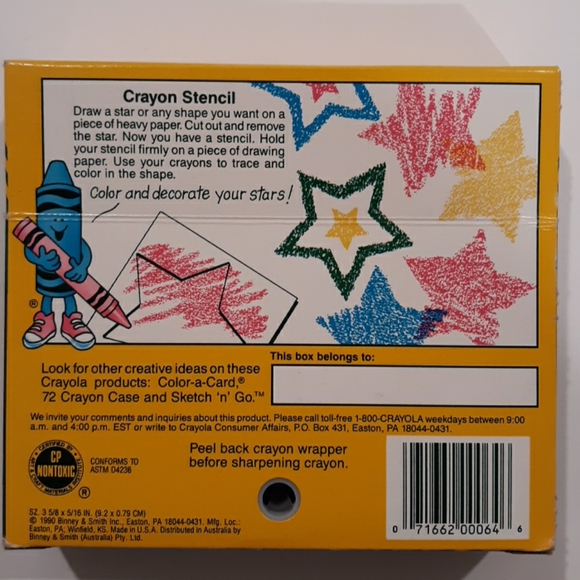 Crayon Stencil
Draw a star or any shape you want on a
piece of heavy paper. Cut out and remove
the star. Now you have a stencil. Hold
your stencil firmly on a piece of drawing
paper. Use your crayons to trace and
color in the shape.
Color and decorate your stars!
®
Look for other creative ideas on these
Crayola products: Color-a-Card,®
72 Crayon Case and Sketch 'n' Go.™
This box belongs to:
We invite your comments and inquiries about this product. Please call toll-free 1-800-CRAYOLA weekdays between 9:00
a.m. and 4:00 p.m. EST or write to Crayola Consumer Affairs, P.O. Box 431, Easton, PA 18044-0431.
CERTIFIED BY
CP
NONTOXIC
®
CONFORMS TO
ASTM D4236
Peel back crayon wrapper
before sharpening crayon.
SZ. 3 5/8 x 5/16 IN. (9.2 x 0.79 CM)
© 1990 Binney & Smith Inc., Easton, PA 18044-0431. Mfg. Loc.:
Easton, PA, Winfield, KS. Made in U.S.A. Distributed in Australia by
Binney & Smith (Australia) Pty. Ltd.
0 71662 00064 6